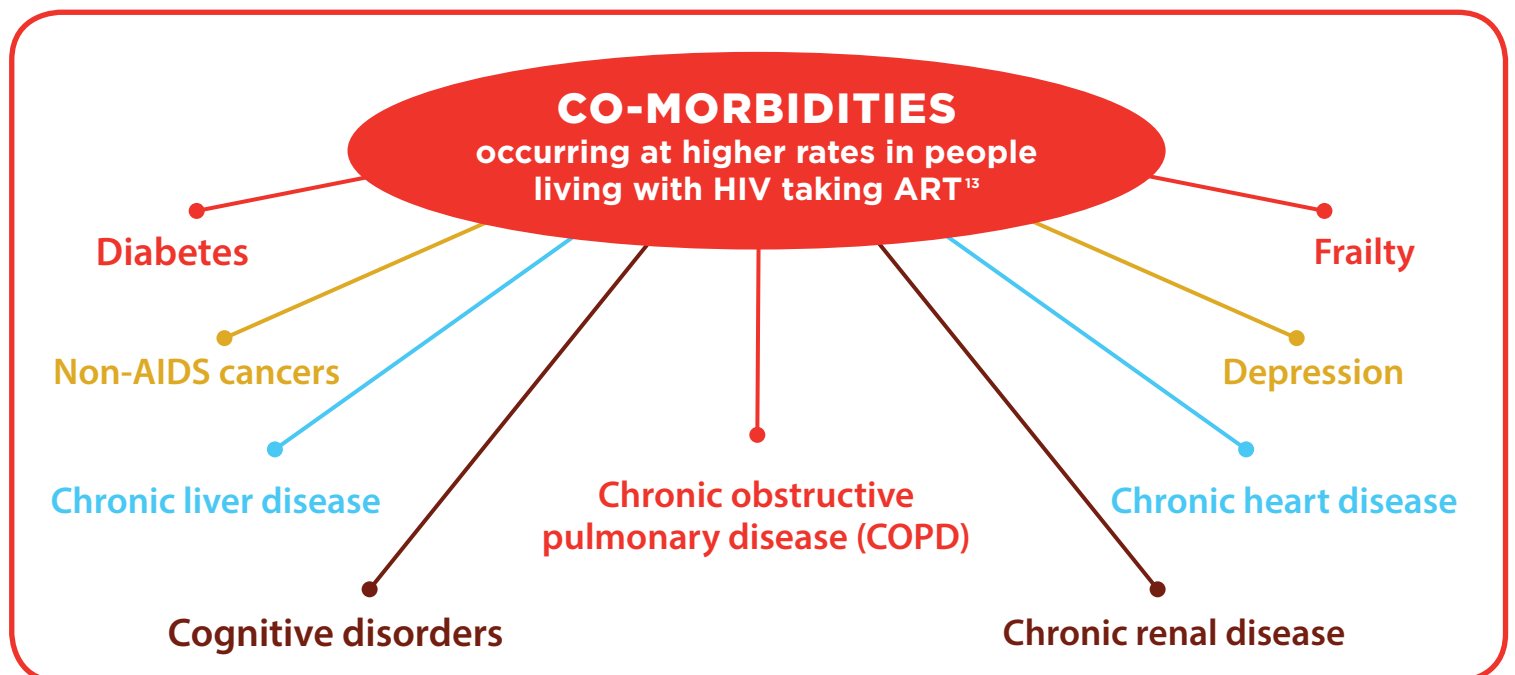 CO-MORBIDITIES
occurring at higher rates in people
living with HIV taking ART¹³
Diabetes
Frailty
Non-AIDS cancers
Depression
Chronic liver disease
Chronic obstructive
pulmonary disease (COPD)
Chronic heart disease
Cognitive disorders
Chronic renal disease